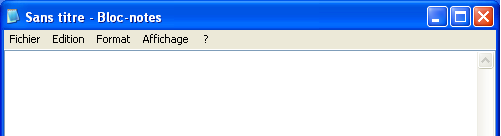 Sans titre - Bloc-notes
Fichier Edition Format Affichage ?